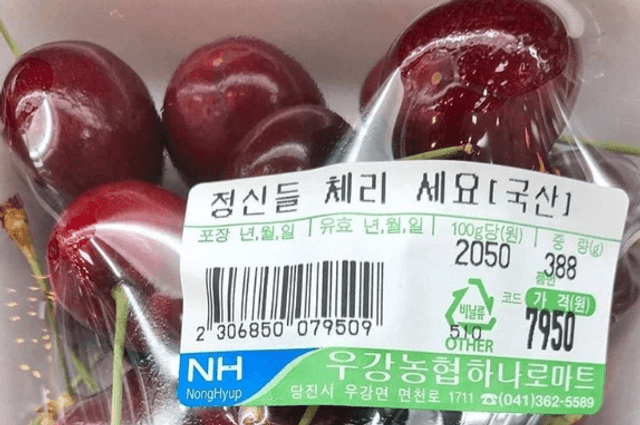 정신들 체리 세요[국산]
포장 년,월,일 유효 년,월,일 100g당(원) 중 량(g)
2050 388
품번
코드 가 격(원)
비닐류 510 7950
OTHER
2 306850 079509
NH 우강농협하나로마트
NongHyup 당진시 우강면 면천로 1711 ☎(041)362-5589